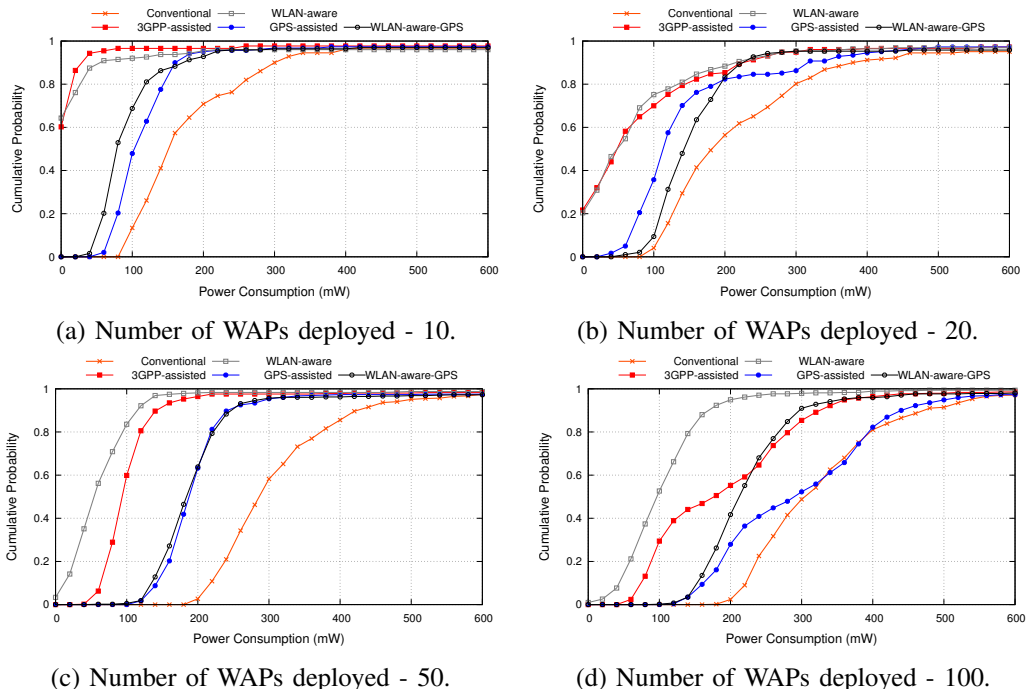 Conventional WLAN-aware
3GPP-assisted GPS-assisted WLAN-aware-GPS
1
0.8
0.6
0.4
0.2
0
Cumulative Probability
0 100 200 300 400 500 600
Power Consumption (mW)
(a) Number of WAPs deployed - 10.
Conventional WLAN-aware
3GPP-assisted GPS-assisted WLAN-aware-GPS
1
0.8
0.6
0.4
0.2
0
Cumulative Probability
0 100 200 300 400 500 600
Power Consumption (mW)
(b) Number of WAPs deployed - 20.
Conventional WLAN-aware
3GPP-assisted GPS-assisted WLAN-aware-GPS
1
0.8
0.6
0.4
0.2
0
Cumulative Probability
0 100 200 300 400 500 600
Power Consumption (mW)
(c) Number of WAPs deployed - 50.
Conventional WLAN-aware
3GPP-assisted GPS-assisted WLAN-aware-GPS
1
0.8
0.6
0.4
0.2
0
Cumulative Probability
0 100 200 300 400 500 600
Power Consumption (mW)
(d) Number of WAPs deployed - 100.